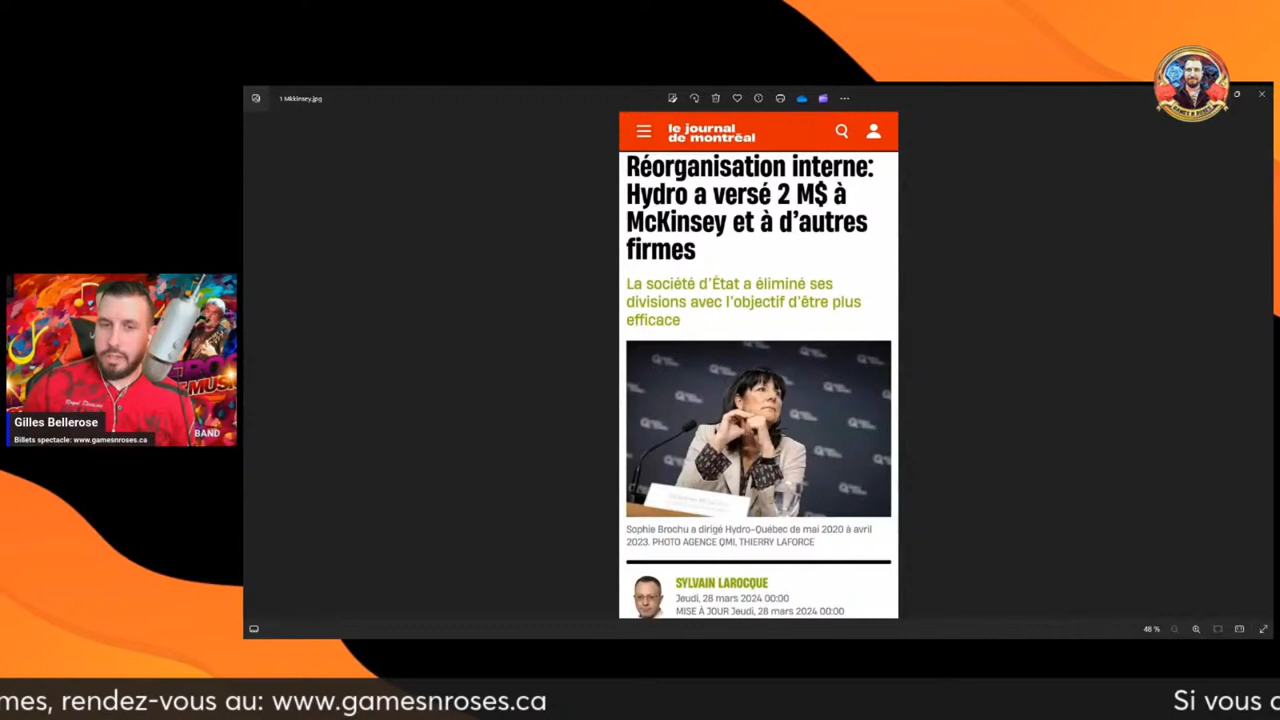 1 Mkkinsey.jpg
le journal
de montréal
Réorganisation interne:
Hydro a versé 2 M$ à
McKinsey et à d'autres
firmes
La société d'État a éliminé ses
divisions avec l'objectif d'être plus
efficace
Sophie Brochu a dirigé Hydro-Québec de mai 2020 à avril
2023. PHOTO AGENCE QMI, THIERRY LAFORCE
SYLVAIN LAROCQUE
Jeudi, 28 mars 2024 00:00
MISE À JOUR Jeudi, 28 mars 2024 00:00
Gilles Bellerose
Billets spectacle: www.gamesnroses.ca
BAND
48 %
mes, rendez-vous au: www.gamesnroses.ca
Si vous